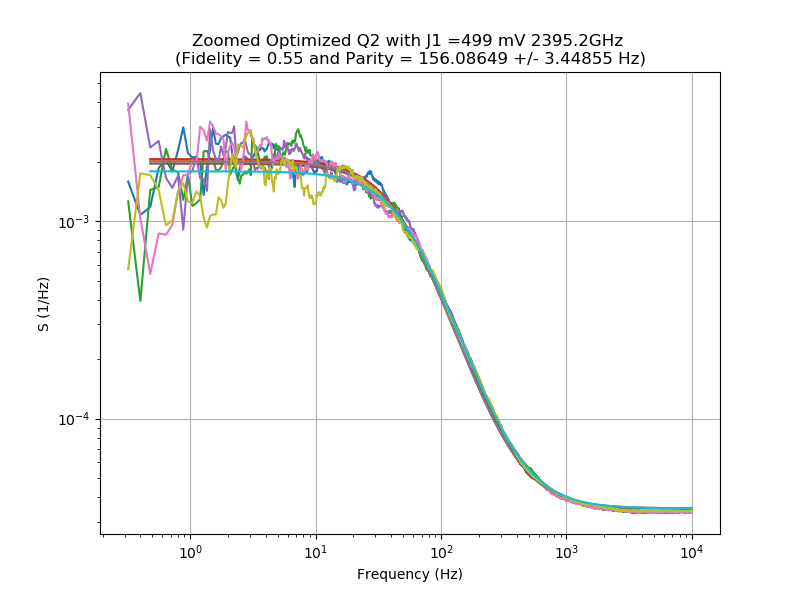 Zoomed Optimized Q2 with J1 =499 mV 2395.2GHz
(Fidelity = 0.55 and Parity = 156.08649 +/- 3.44855 Hz)
S (1/Hz)
10⁻³
10⁻⁴
10⁰
10¹
10²
10³
10⁴
Frequency (Hz)